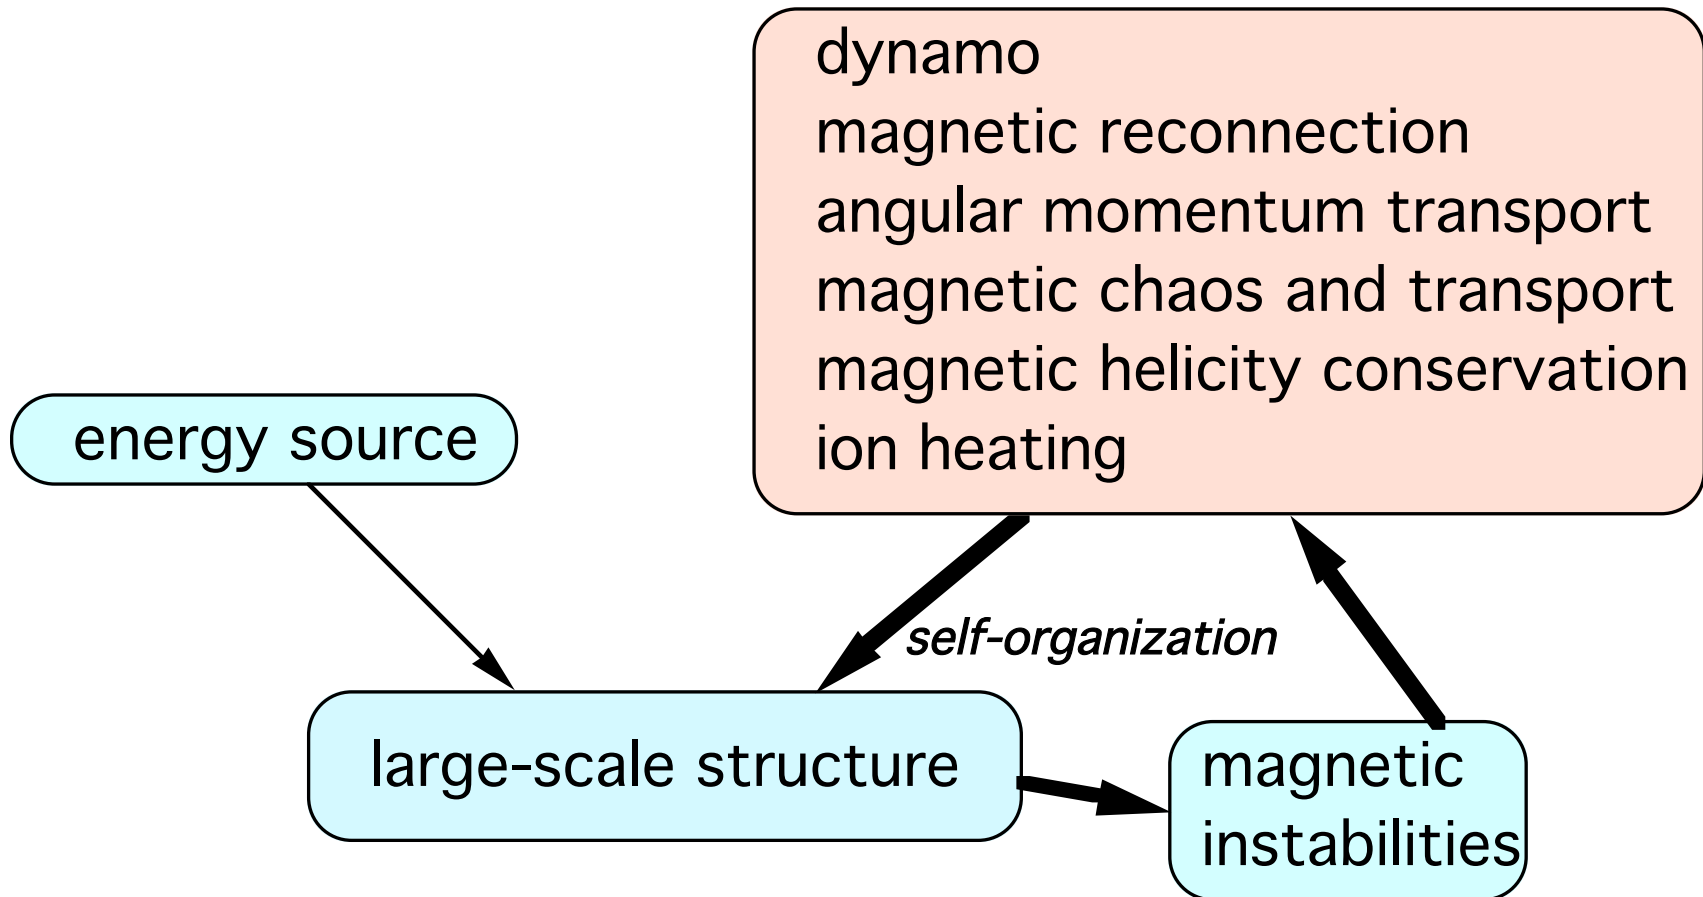 dynamo
magnetic reconnection
angular momentum transport
magnetic chaos and transport
magnetic helicity conservation
ion heating
energy source
self-organization
large-scale structure
magnetic
instabilities